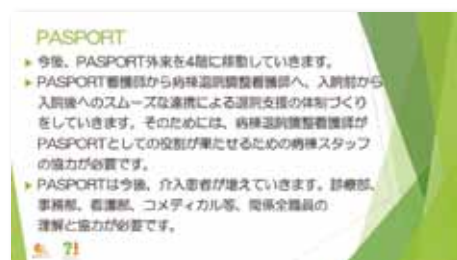 PASPORT
今後、PASPORT外来を4階に移動していきます。
PASPORT看護師から病棟退院調整看護師へ、入院前から
入院後へのスムーズな連携による退院支援の体制づくり
をしていきます。そのためには、病棟退院調整看護師が
PASPORTとしての役割が果たせるための病棟スタッフ
の協力が必要です。
PASPORTは今後、介入患者が増えていきます。診療部、
事務部、看護部、コメディカル等、関係全職員の
理解と協力が必要です。
?!